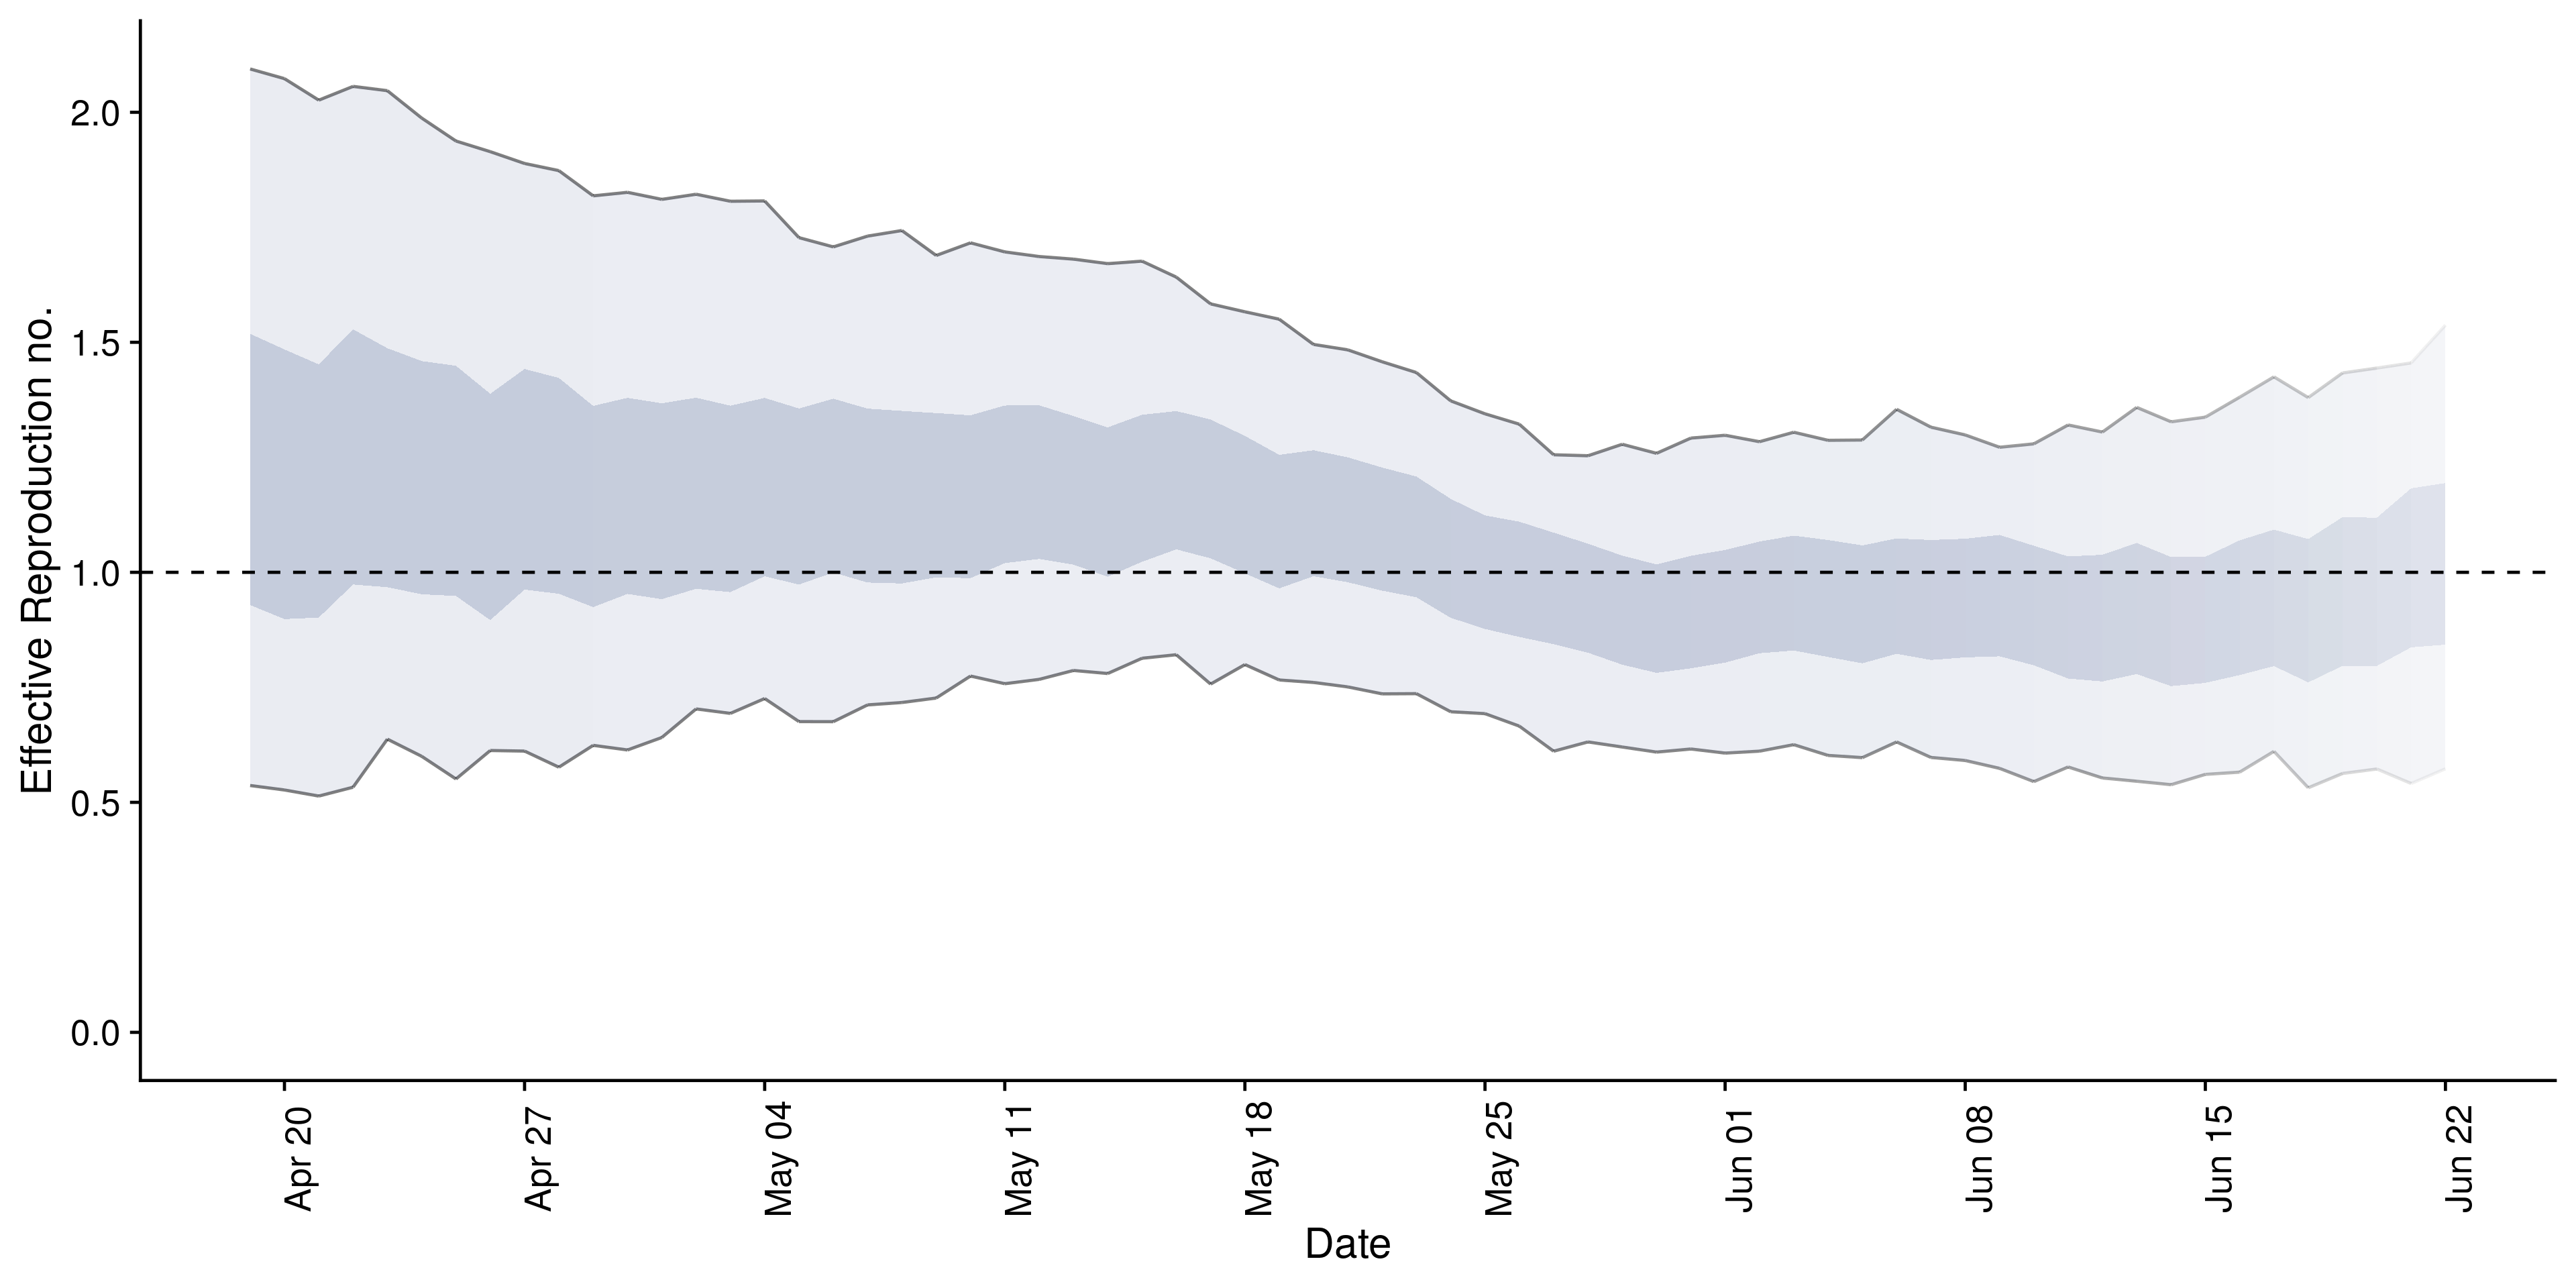 Effective Reproduction no.
2.0
1.5
1.0
0.5
0.0
Apr 20
Apr 27
May 04
May 11
May 18
May 25
Jun 01
Jun 08
Jun 15
Jun 22
Date